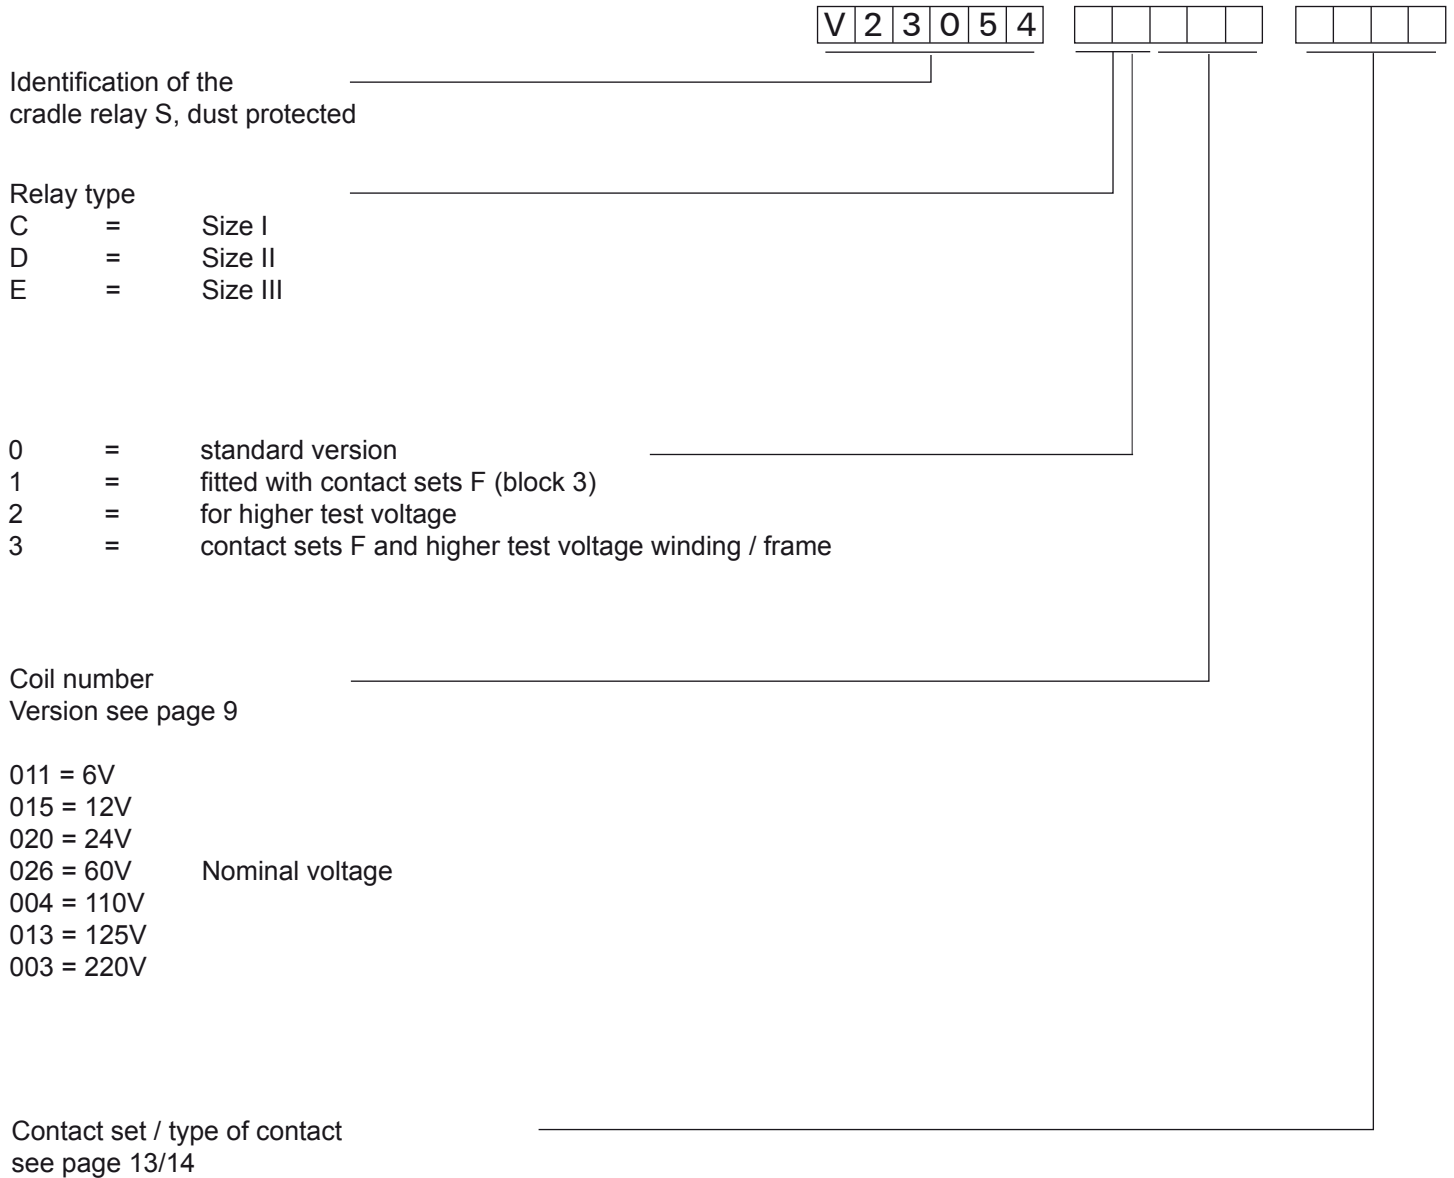 V23054
Identification of the
cradle relay S, dust protected
Relay type
C = Size I
D = Size II
E = Size III
0 = standard version
1 = fitted with contact sets F (block 3)
2 = for higher test voltage
3 = contact sets F and higher test voltage winding / frame
Coil number
Version see page 9
011 = 6V
015 = 12V
020 = 24V
026 = 60V Nominal voltage
004 = 110V
013 = 125V
003 = 220V
Contact set / type of contact
see page 13/14